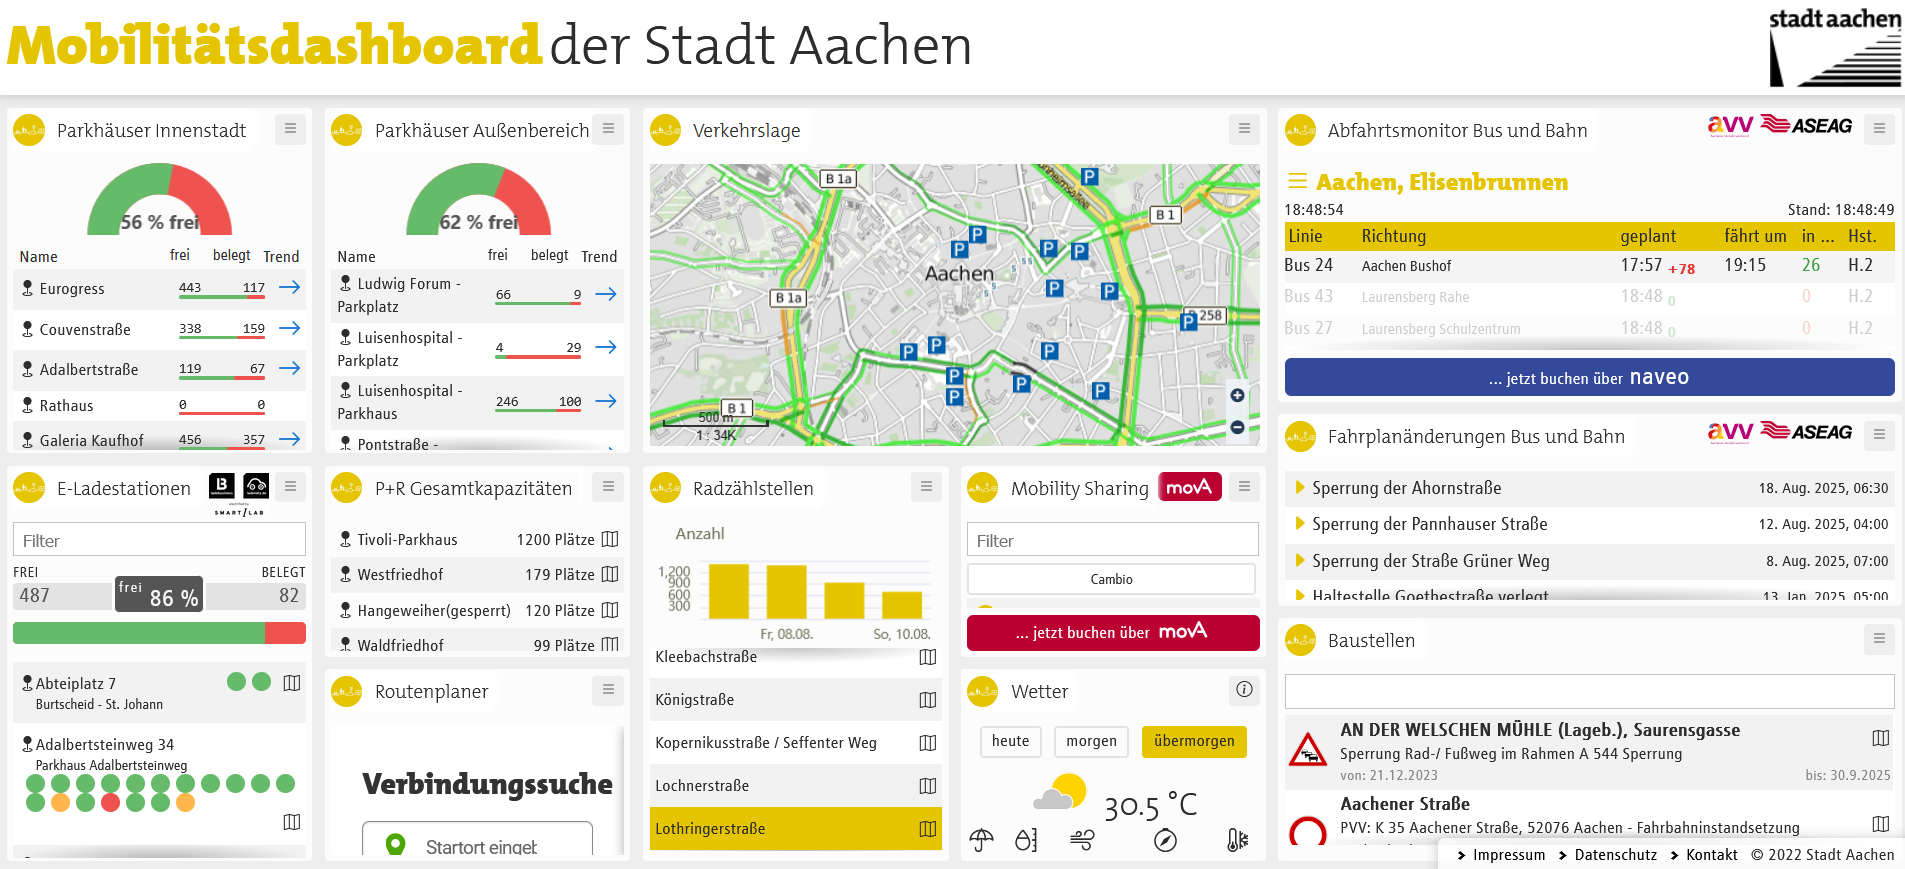 Mobilitätsdashboard der Stadt Aachen
stadt aachen
Parkhäuser Innenstadt
56 % frei
Name frei belegt Trend
Eurogress 443 117
Couvenstraße 338 159
Adalbertstraße 119 67
Rathaus 0 0
Galeria Kaufhof 456 357
Parkhäuser Außenbereich
62 % frei
Name frei belegt Trend
Ludwig Forum - Parkplatz 66 9
Luisenhospital - Parkplatz 4 29
Luisenhospital - Parkhaus 246 100
Pontstraße -
Verkehrslage
B 1a
B 1
Aachen
B 1a
258
B 1
500 m
1 : 34K
Abfahrtsmonitor Bus und Bahn
avv ASEAG
Aachen, Elisenbrunnen
18:48:54 Stand: 18:48:49
Linie Richtung geplant fährt um in ... Hst.
Bus 24 Aachen Bushof 17:57 +78 19:15 26 H.2
Bus 43 Laurensberg Rahe 18:48 0 0 H.2
Bus 27 Laurensberg Schulzentrum 18:48 0 0 H.2
... jetzt buchen über naveo
Fahrplanänderungen Bus und Bahn
avv ASEAG
Sperrung der Ahornstraße 18. Aug. 2025, 06:30
Sperrung der Pannhauser Straße 12. Aug. 2025, 04:00
Sperrung der Straße Grüner Weg 8. Aug. 2025, 07:00
Haltestelle Goethestraße verlegt 13. Jan. 2025, 05:00
E-Ladestationen
SMART/LAB
Filter
FREI BELEGT
487 frei 86 % 82
Abteiplatz 7
Burtscheid - St. Johann
Adalbertsteinweg 34
Parkhaus Adalbertsteinweg
P+R Gesamtkapazitäten
Tivoli-Parkhaus 1200 Plätze
Westfriedhof 179 Plätze
Hangeweiher(gesperrt) 120 Plätze
Waldfriedhof 99 Plätze
Routenplaner
Verbindungssuche
Startort eingeb
Radzählstellen
Anzahl
1,200
900
600
300
Fr, 08.08. So, 10.08.
Kleebachstraße
Königstraße
Kopernikusstraße / Seffenter Weg
Lochnerstraße
Lothringerstraße
Mobility Sharing movA
Filter
Cambio
... jetzt buchen über movA
Wetter
heute morgen übermorgen
30.5 °C
Baustellen
AN DER WELSCHEN MÜHLE (Lageb.), Saurensgasse
Sperrung Rad-/ Fußweg im Rahmen A 544 Sperrung
von: 21.12.2023 bis: 30.9.2025
Aachener Straße
PVV: K 35 Aachener Straße, 52076 Aachen - Fahrbahninstandsetzung
Impressum Datenschutz Kontakt © 2022 Stadt Aachen